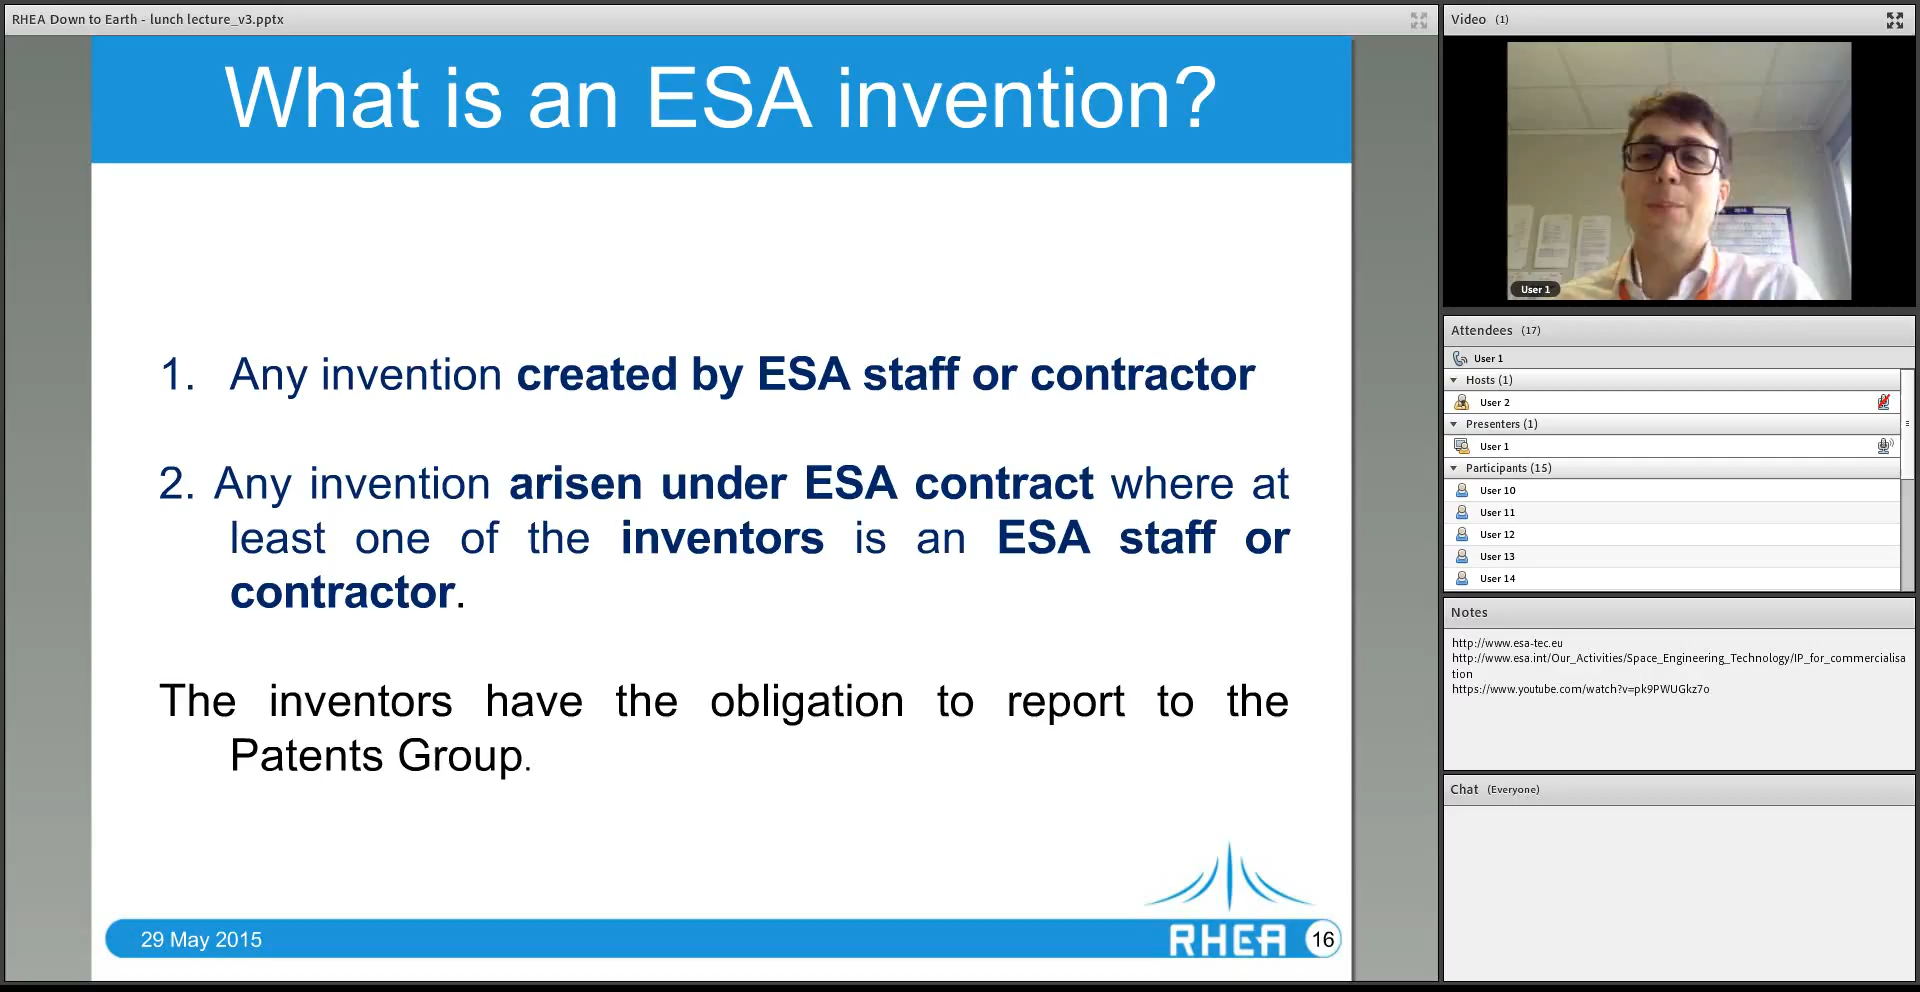 RHEA Down to Earth - lunch lecture_v3.pptx
What is an ESA invention?
1. Any invention created by ESA staff or contractor
2. Any invention arisen under ESA contract where at
least one of the inventors is an ESA staff or
contractor.
The inventors have the obligation to report to the
Patents Group.
29 May 2015
RHEA
16
Video (1)
User 1
Attendees (17)
User 1
Hosts (1)
User 2
Presenters (1)
User 1
Participants (15)
User 10
User 11
User 12
User 13
User 14
Notes
http://www.esa-tec.eu
http://www.esa.int/Our_Activities/Space_Engineering_Technology/IP_for_commercialisa
tion
https://www.youtube.com/watch?v=pk9PWUGkz7o
Chat (Everyone)